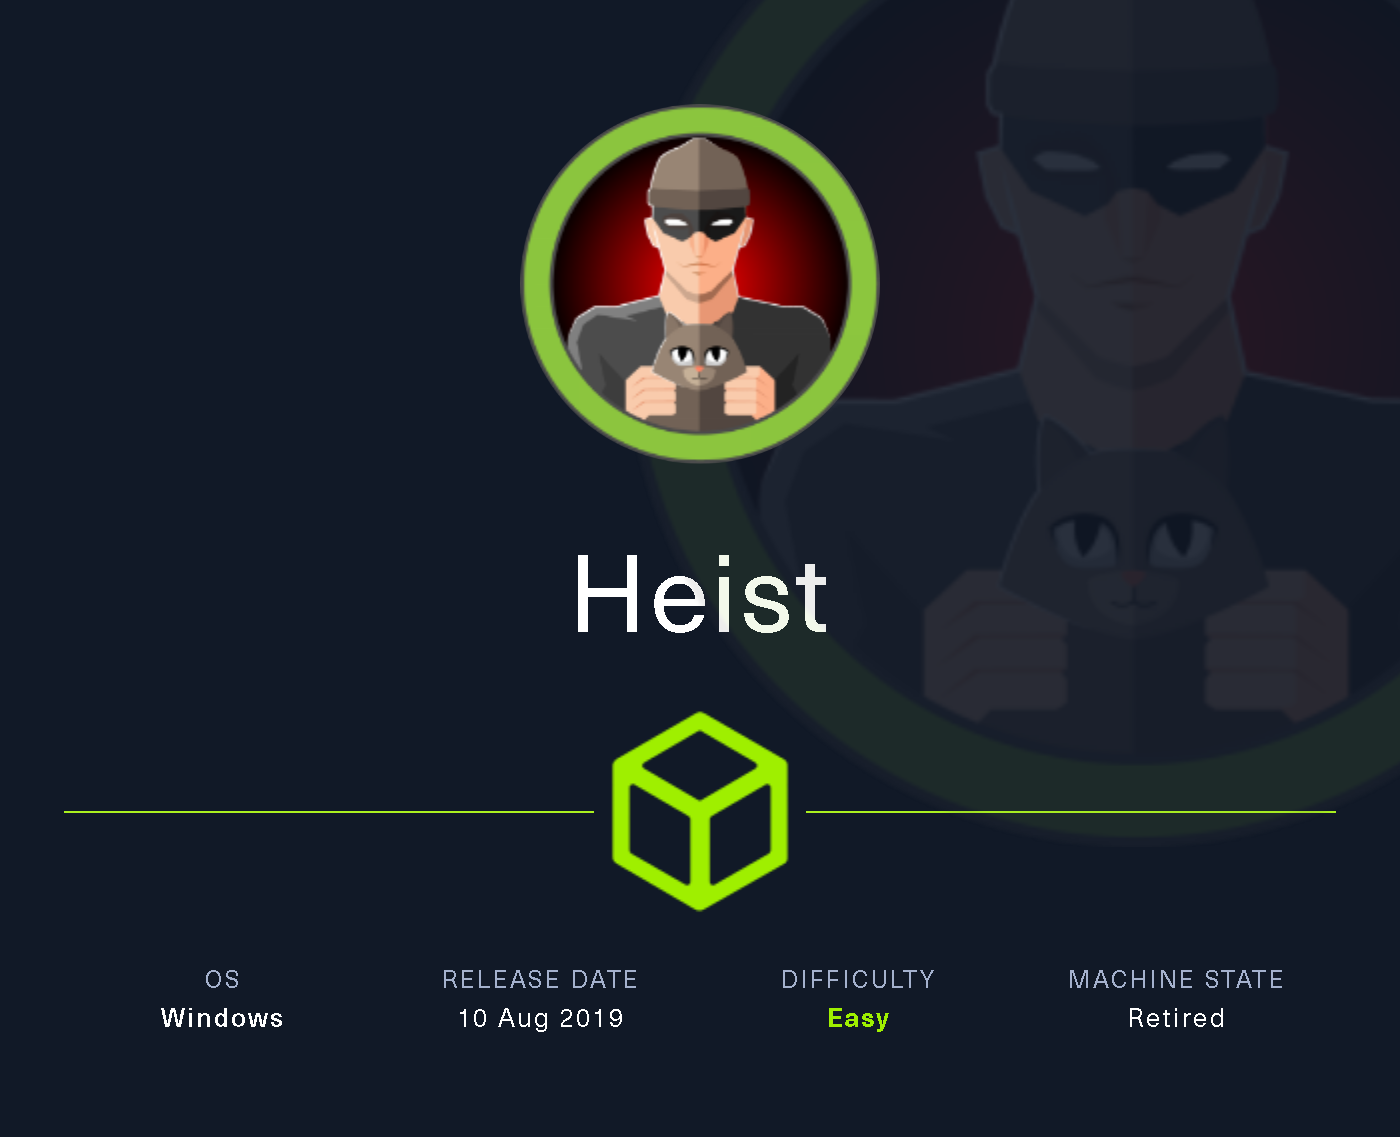 Heist
OS
Windows
RELEASE DATE
10 Aug 2019
DIFFICULTY
Easy
MACHINE STATE
Retired